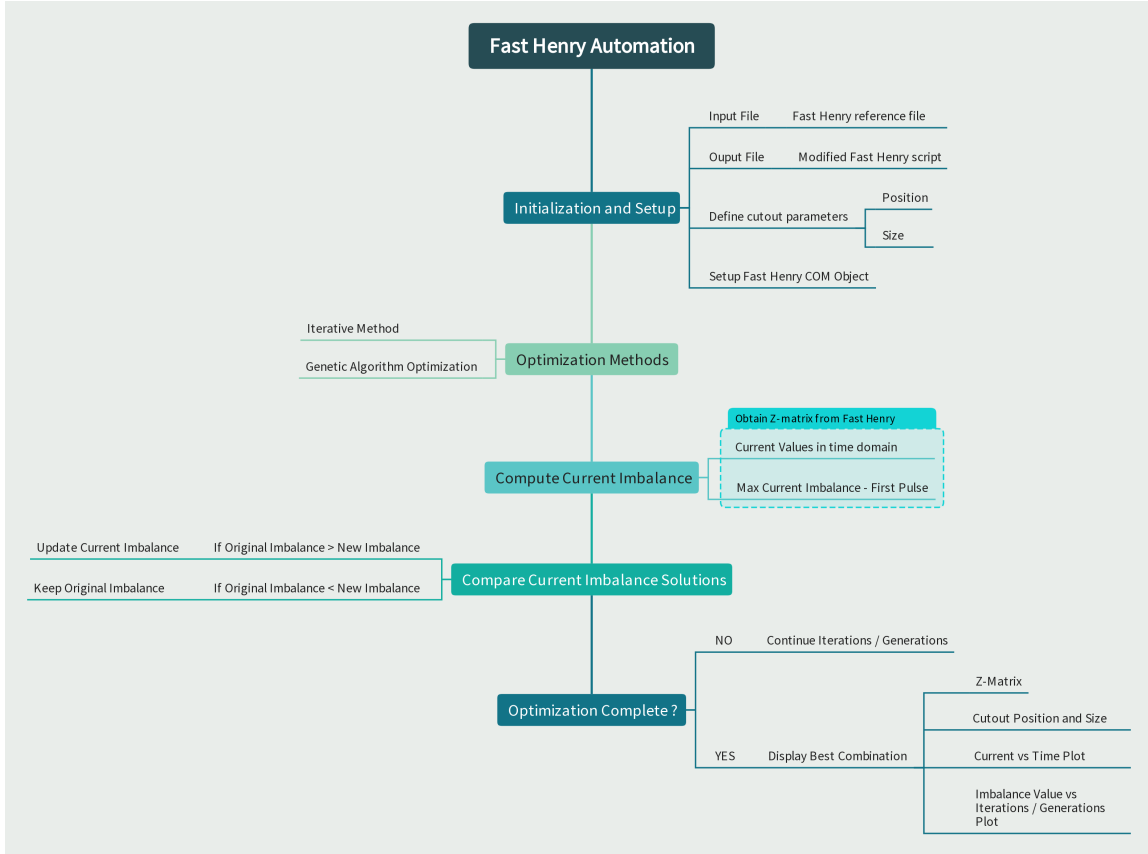 Fast Henry Automation
Input File Fast Henry reference file
Ouput File Modified Fast Henry script
Initialization and Setup
Define cutout parameters
Position
Size
Setup Fast Henry COM Object
Iterative Method
Genetic Algorithm Optimization
Optimization Methods
Obtain Z-matrix from Fast Henry
Current Values in time domain
Compute Current Imbalance
Max Current Imbalance - First Pulse
Update Current Imbalance If Original Imbalance > New Imbalance
Keep Original Imbalance If Original Imbalance < New Imbalance
Compare Current Imbalance Solutions
NO Continue Iterations / Generations
Optimization Complete ?
YES Display Best Combination
Z-Matrix
Cutout Position and Size
Current vs Time Plot
Imbalance Value vs
Iterations / Generations
Plot